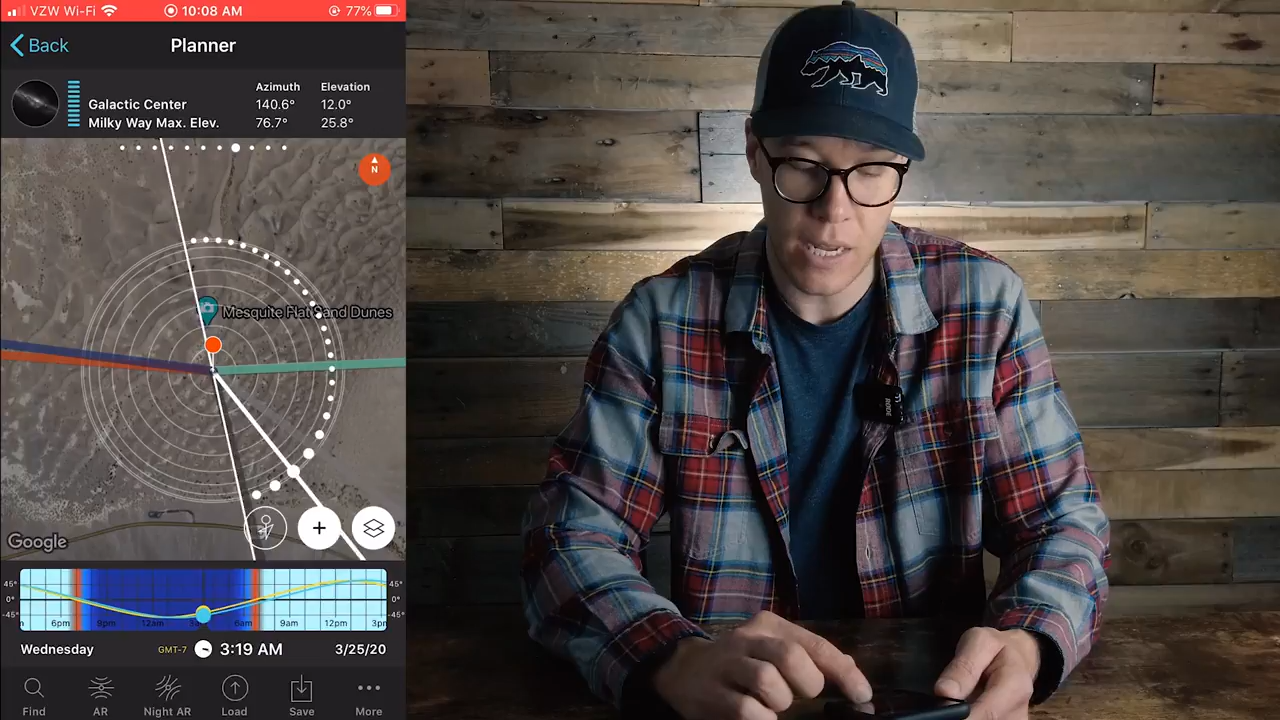 VZW Wi-Fi 10:08 AM 77%
Back Planner
Azimuth Elevation
Galactic Center 140.6° 12.0°
Milky Way Max. Elev. 76.7° 25.8°
N
Mesquite Flat Sand Dunes
Google
45° 45°
0° 0°
-45° -45°
6pm 9pm 12am 6am 9am 12pm 3pm
Wednesday GMT-7 3:19 AM 3/25/20
Find AR Night AR Load Save More
RODE